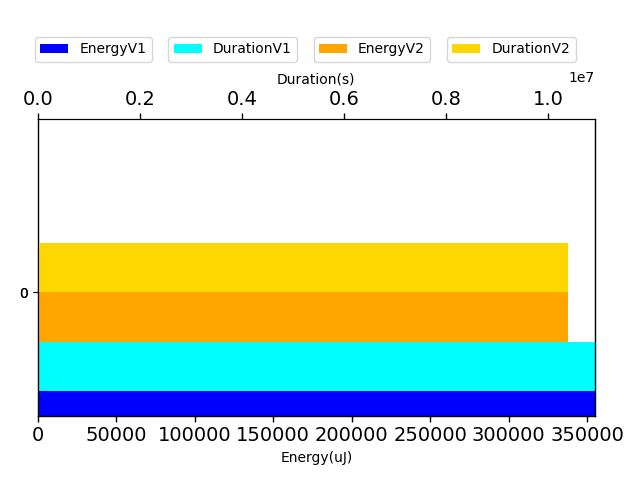 EnergyV1 DurationV1 EnergyV2 DurationV2
Duration(s) 1e7
0.0 0.2 0.4 0.6 0.8 1.0
0
0 50000 100000 150000 200000 250000 300000 350000
Energy(uJ)